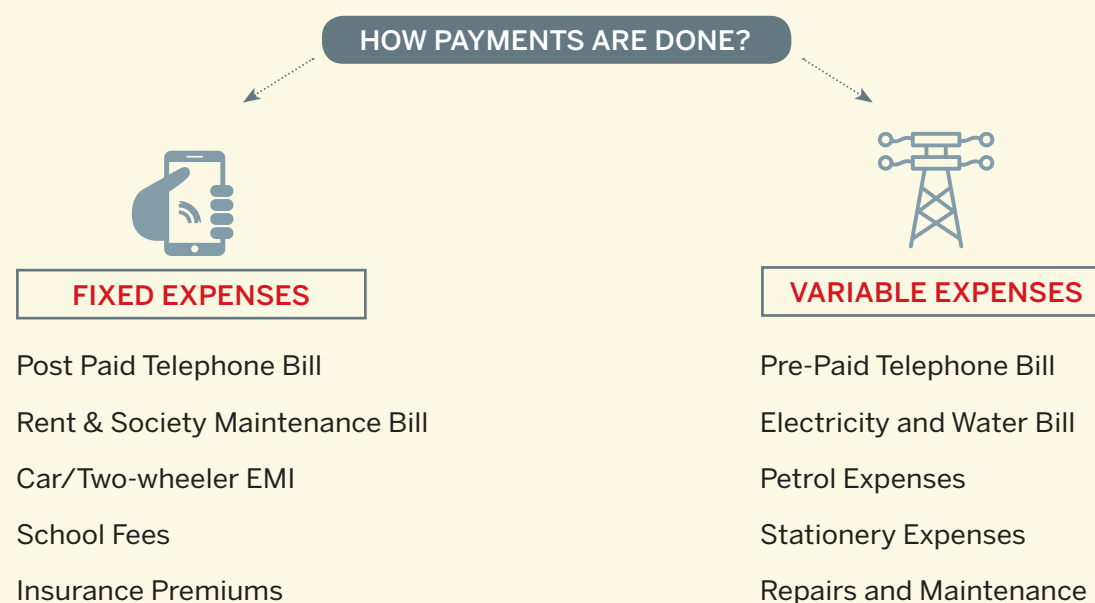 HOW PAYMENTS ARE DONE?
FIXED EXPENSES
Post Paid Telephone Bill
Rent & Society Maintenance Bill
Car/Two-wheeler EMI
School Fees
Insurance Premiums
VARIABLE EXPENSES
Pre-Paid Telephone Bill
Electricity and Water Bill
Petrol Expenses
Stationery Expenses
Repairs and Maintenance